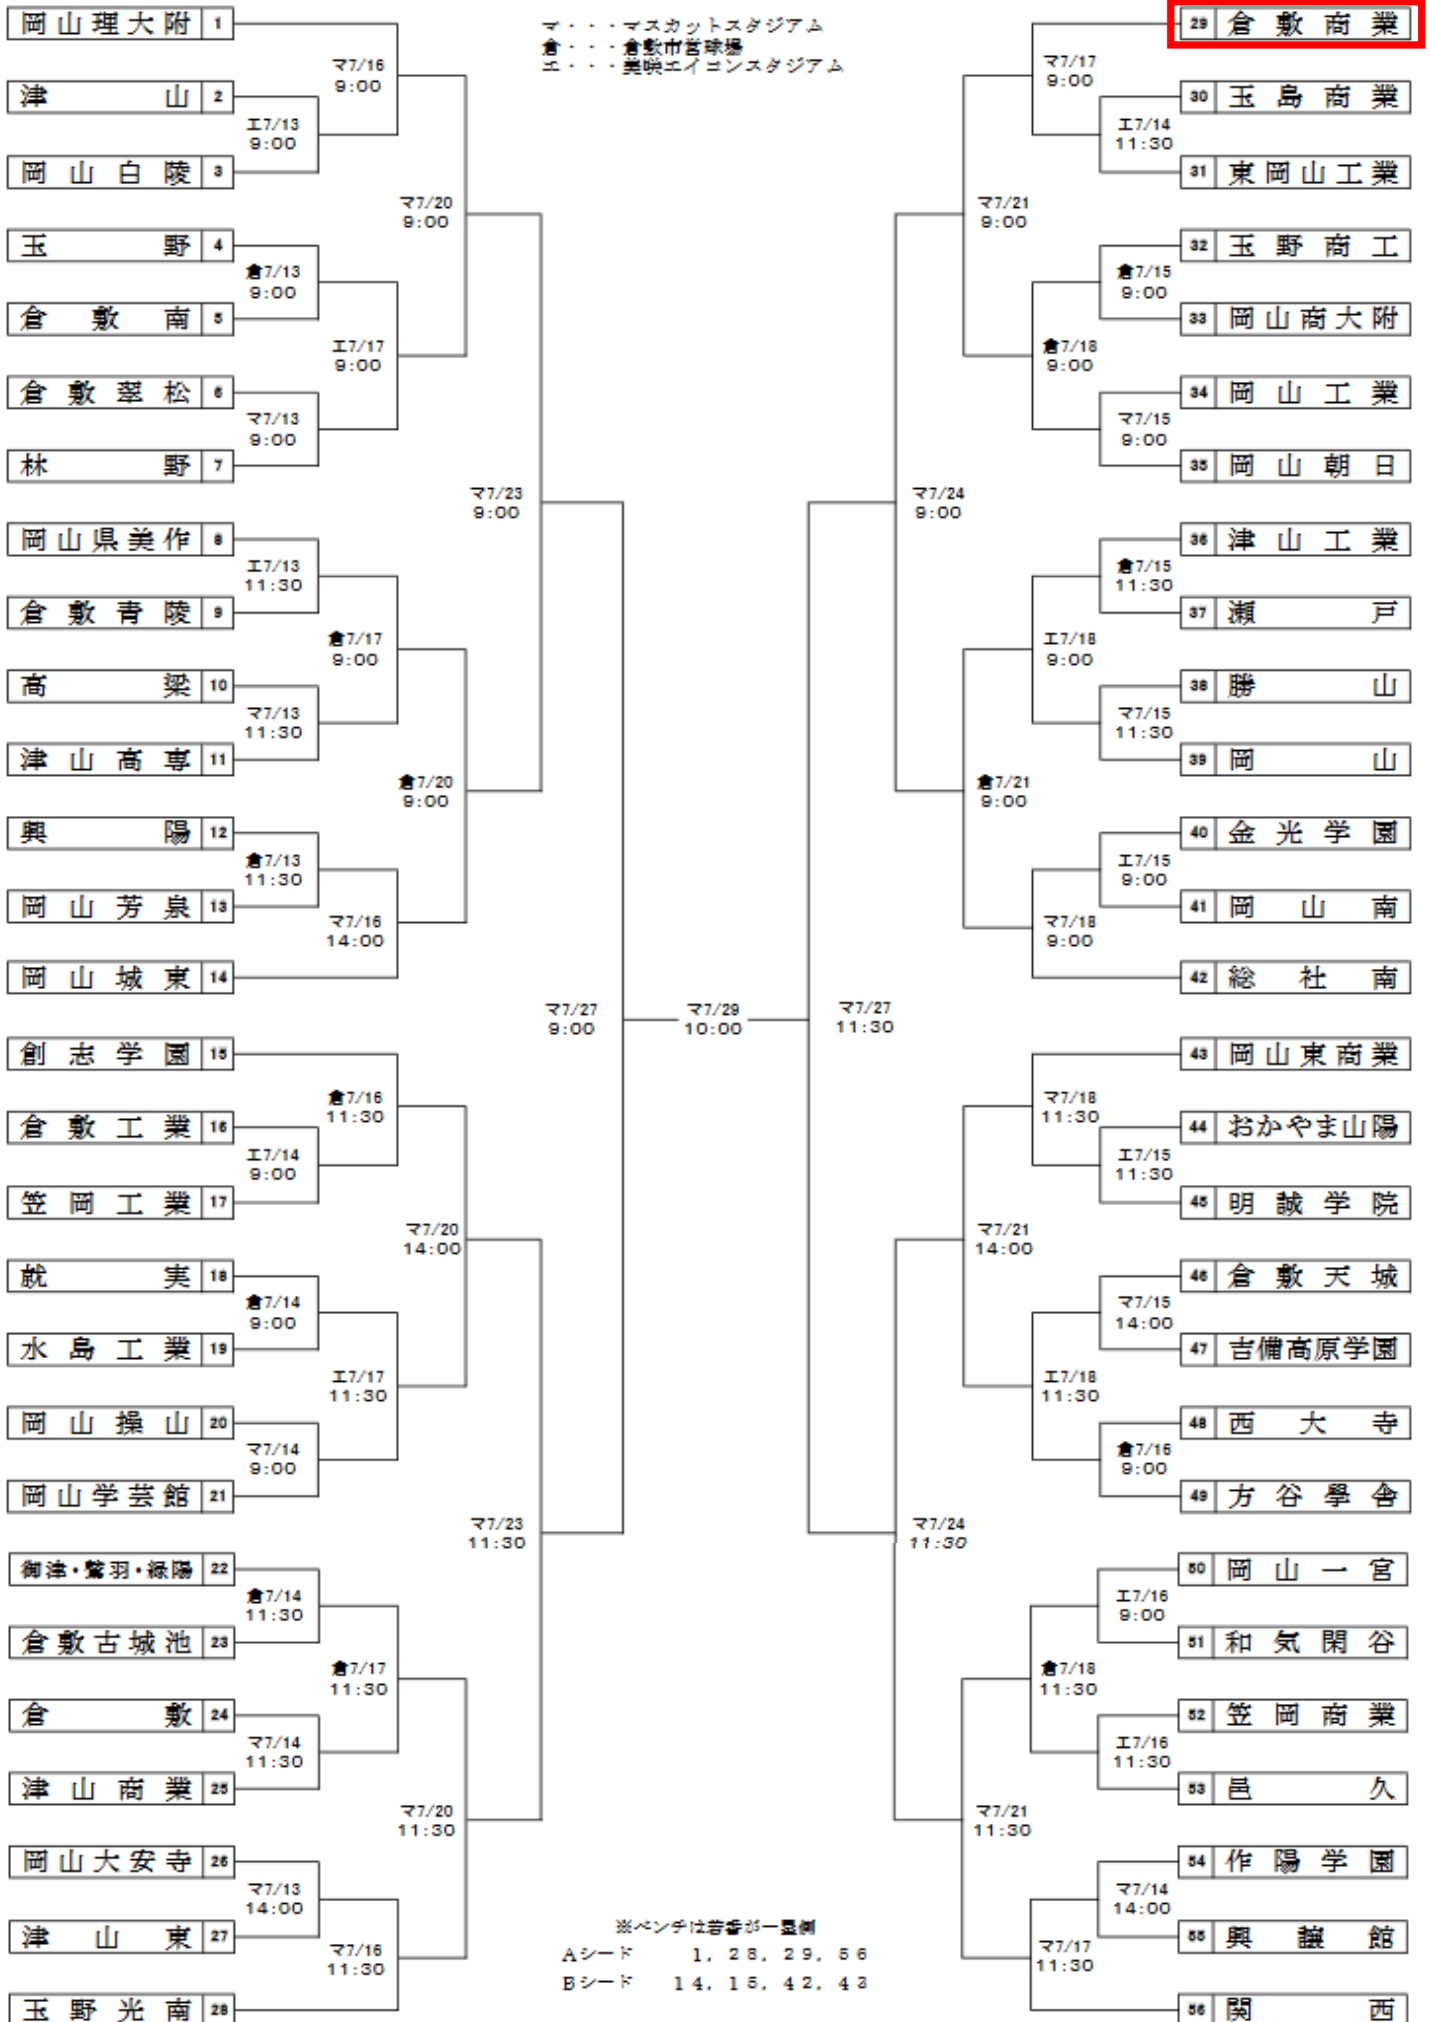 マ・・・マスカットスタジアム
倉・・・倉敷市営球場
エ・・・美咲エイコンスタジアム
岡山理大附 1
マ7/16
9:00
津山 2
エ7/13
9:00
岡山白陵 3
マ7/20
9:00
玉野 4
倉7/13
9:00
倉敷南 5
エ7/17
9:00
倉敷翠松 6
マ7/13
9:00
林野 7
マ7/23
9:00
岡山県美作 8
エ7/13
11:30
倉敷青陵 9
倉7/17
9:00
高梁 10
マ7/13
11:30
津山高専 11
倉7/20
9:00
興陽 12
倉7/13
11:30
岡山芳泉 13
マ7/16
14:00
岡山城東 14
マ7/27
9:00
創志学園 15
倉7/16
11:30
倉敷工業 16
エ7/14
9:00
笠岡工業 17
マ7/20
14:00
就実 18
倉7/14
9:00
水島工業 19
エ7/17
11:30
岡山操山 20
マ7/14
9:00
岡山学芸館 21
マ7/23
11:30
御津・鷲羽・緑陽 22
倉7/14
11:30
倉敷古城池 23
倉7/17
11:30
倉敷 24
マ7/14
11:30
津山商業 25
マ7/20
11:30
岡山大安寺 26
マ7/13
14:00
津山東 27
マ7/16
11:30
玉野光南 28
マ7/29
10:00
29 倉敷商業
マ7/17
9:00
30 玉島商業
エ7/14
11:30
31 東岡山工業
マ7/21
9:00
32 玉野商工
倉7/15
9:00
33 岡山商大附
倉7/18
9:00
34 岡山工業
マ7/15
9:00
35 岡山朝日
マ7/24
9:00
36 津山工業
倉7/15
11:30
37 瀬戸
エ7/18
9:00
38 勝山
マ7/15
11:30
39 岡山
倉7/21
9:00
40 金光学園
エ7/15
9:00
41 岡山南
マ7/18
9:00
42 総社南
マ7/27
11:30
43 岡山東商業
マ7/18
11:30
44 おかやま山陽
エ7/15
11:30
45 明誠学院
マ7/21
14:00
46 倉敷天城
マ7/15
14:00
47 吉備高原学園
エ7/18
11:30
48 西大寺
倉7/16
9:00
49 方谷學舎
マ7/24
11:30
50 岡山一宮
エ7/16
9:00
51 和気閑谷
倉7/18
11:30
52 笠岡商業
エ7/16
11:30
53 邑久
マ7/21
11:30
54 作陽学園
マ7/14
14:00
55 興譲館
マ7/17
11:30
56 関西
※ベンチは若番が一塁側
Aシード 1, 28, 29, 56
Bシード 14, 15, 42, 43